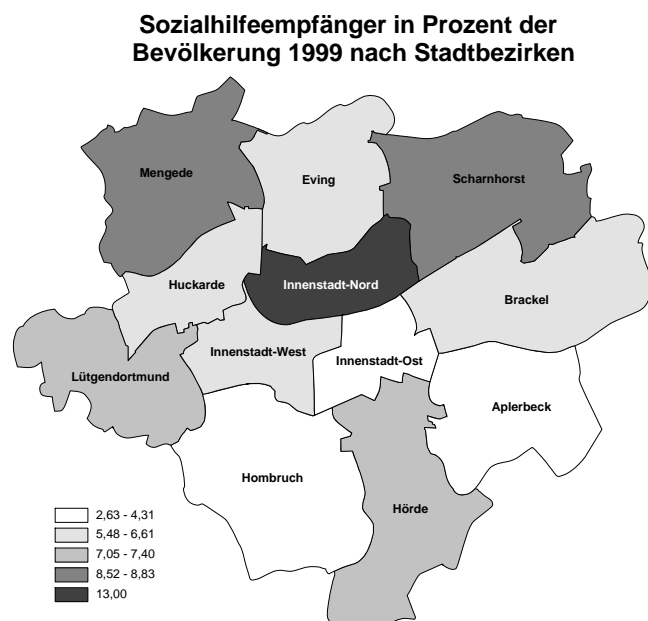 Sozialhilfeempfänger in Prozent der
Bevölkerung 1999 nach Stadtbezirken
Mengede
Eving
Scharnhorst
Huckarde
Innenstadt-Nord
Brackel
Innenstadt-West
Innenstadt-Ost
Lütgendortmund
Aplerbeck
Hombruch
Hörde
2,63 - 4,31
5,48 - 6,61
7,05 - 7,40
8,52 - 8,83
13,00